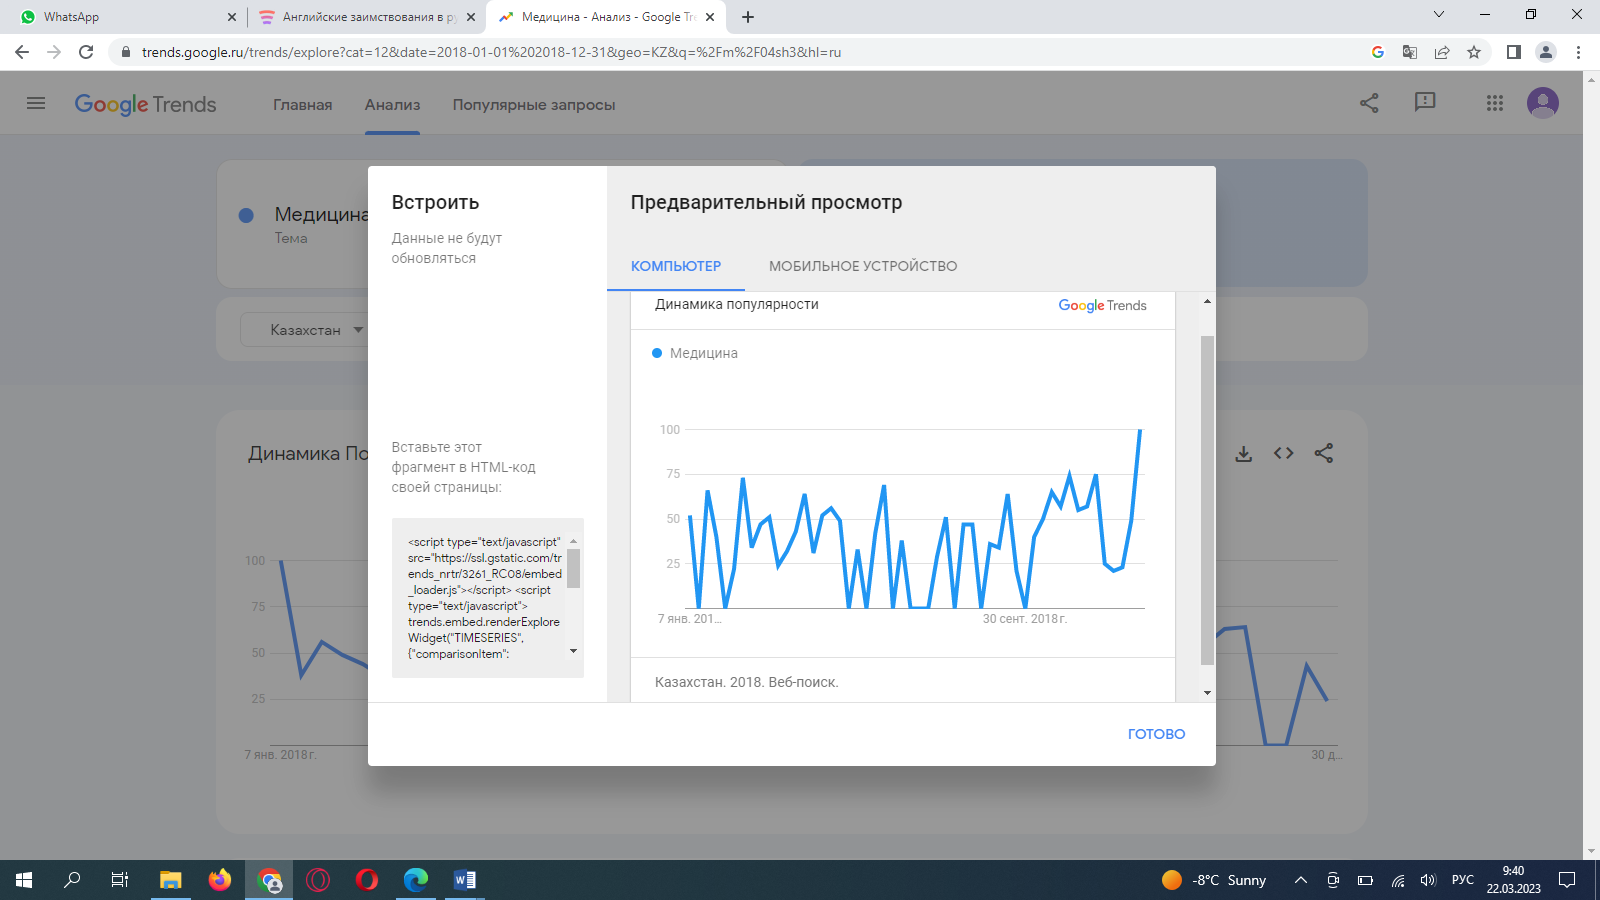 WhatsApp
Английские заимствования в ру
Медицина - Анализ - Google Tr
trends.google.ru/trends/explore?cat=12&date=2018-01-01%202018-12-31&geo=KZ&q=%2Fm%2F04sh3&hl=ru
Google Trends
Главная
Анализ
Популярные запросы
Медицина
Тема
Казахстан
Динамика По
100
75
50
25
7 янв. 2018 г.
30 д...
Встроить
Данные не будут
обновляться
Вставьте этот
фрагмент в HTML-код
своей страницы:
<script type="text/javascript"
src="https://ssl.gstatic.com/tr
ends_nrtr/3261_RC08/embed
_loader.js"></script> <script
type="text/javascript">
trends.embed.renderExplore
Widget("TIMESERIES",
{"comparisonItem":
Предварительный просмотр
КОМПЬЮТЕР
МОБИЛЬНОЕ УСТРОЙСТВО
Динамика популярности
Google Trends
Медицина
100
75
50
25
7 янв. 201...
30 сент. 2018 г.
Казахстан. 2018. Веб-поиск.
ГОТОВО
-8°C Sunny
РУС
9:40
22.03.2023